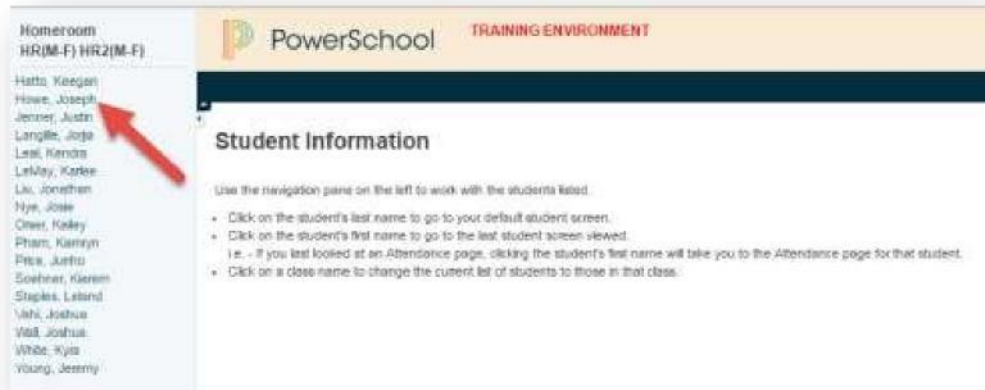 Homeroom
HR(M-F) HR2(M-F)
Hatto, Keegan
Howe, Joseph
Jenner, Justin
Langille, Jorja
Leal, Kendra
LeMay, Karlee
Liu, Jonathan
Nye, Josie
Kailey
Pham, Kamryn
Price,
Soehner, Kierem
Staples, Leland
Joshua
Wall, Joshua
White, Kyra
Young, Jeremy
PowerSchool
TRAINING ENVIRONMENT
Student Information
Use the navigation pane on the left to work with the students listed.
• Click on the student's last name to go to your default student screen.
• Click on the student's first name to go to the last student screen viewed.
i.e. - If you last looked at an Attendance page, clicking the student's first name will take you to the Attendance page for that student.
• Click on a class name to change the current list of students to those in that class.